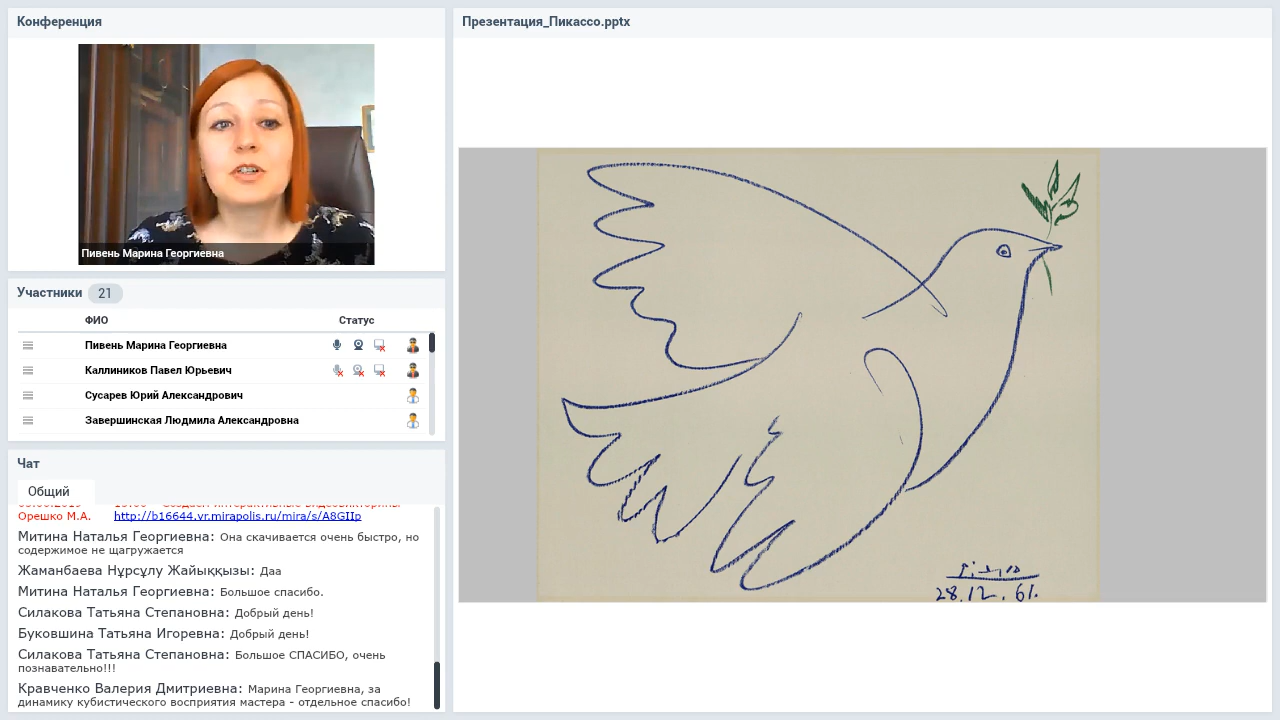 Конференция
Пивень Марина Георгиевна
Участники 21
ФИО Статус
Пивень Марина Георгиевна
Каллиников Павел Юрьевич
Сусарев Юрий Александрович
Завершинская Людмила Александровна
Чат
Общий
Орешко М.А. http://b16644.vr.mirapolis.ru/mira/s/A8GIIp
Митина Наталья Георгиевна: Она скачивается очень быстро, но
содержимое не щагружается
Жаманбаева Нұрсұлу Жайыққызы: Даа
Митина Наталья Георгиевна: Большое спасибо.
Силакова Татьяна Степановна: Добрый день!
Буковшина Татьяна Игоревна: Добрый день!
Силакова Татьяна Степановна: Большое СПАСИБО, очень
познавательно!!!
Кравченко Валерия Дмитриевна: Марина Георгиевна, за
динамику кубистического восприятия мастера - отдельное спасибо!
Презентация_Пикассо.pptx
Picasso
28.12.61.